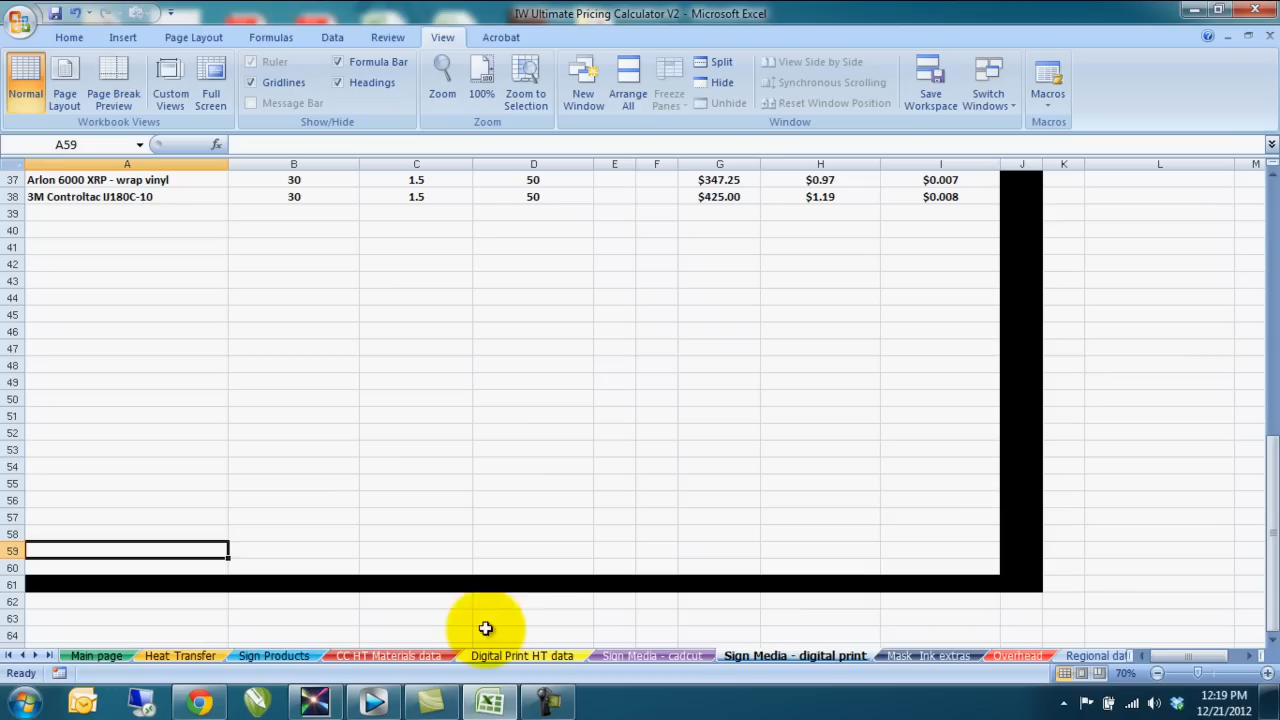 IW Ultimate Pricing Calculator V2 - Microsoft Excel
Home Insert Page Layout Formulas Data Review View Acrobat
Normal Page Layout Page Break Preview Custom Views Full Screen
Workbook Views
Ruler Formula Bar
Gridlines Headings
Message Bar
Show/Hide
Zoom 100% Zoom to Selection
Zoom
New Window Arrange All Freeze Panes
Split
Hide
Unhide
View Side by Side
Synchronous Scrolling
Reset Window Position
Window
Save Workspace Switch Windows
Macros
Macros
A59 fx
A B C D E F G H I J K L M
37 Arlon 6000 XRP - wrap vinyl 30 1.5 50 $347.25 $0.97 $0.007
38 3M Controltac IJ180C-10 30 1.5 50 $425.00 $1.19 $0.008
39
40
41
42
43
44
45
46
47
48
49
50
51
52
53
54
55
56
57
58
59
60
61
62
63
64
Main page Heat Transfer Sign Products CC HT Materials data Digital Print HT data Sign Media - cadcut Sign Media - digital print Mask Ink extras Overhead Regional dat
Ready 70%
12:19 PM
12/21/2012